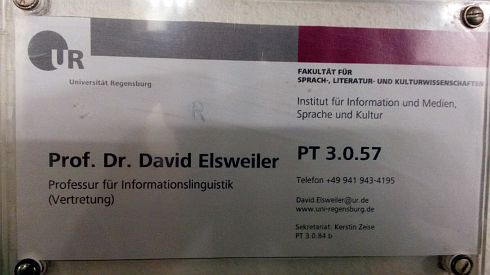 UR
Universität Regensburg
FAKULTÄT FÜR
SPRACH-, LITERATUR- UND KULTURWISSENSCHAFTEN
Institut für Information und Medien,
Sprache und Kultur
R
Prof. Dr. David Elsweiler
PT 3.0.57
Professur für Informationslinguistik
(Vertretung)
Telefon +49 941 943-4195
David.Elsweiler@ur.de
www.uni-regensburg.de
Sekretariat: Kerstin Zeise
PT 3.0.84 b